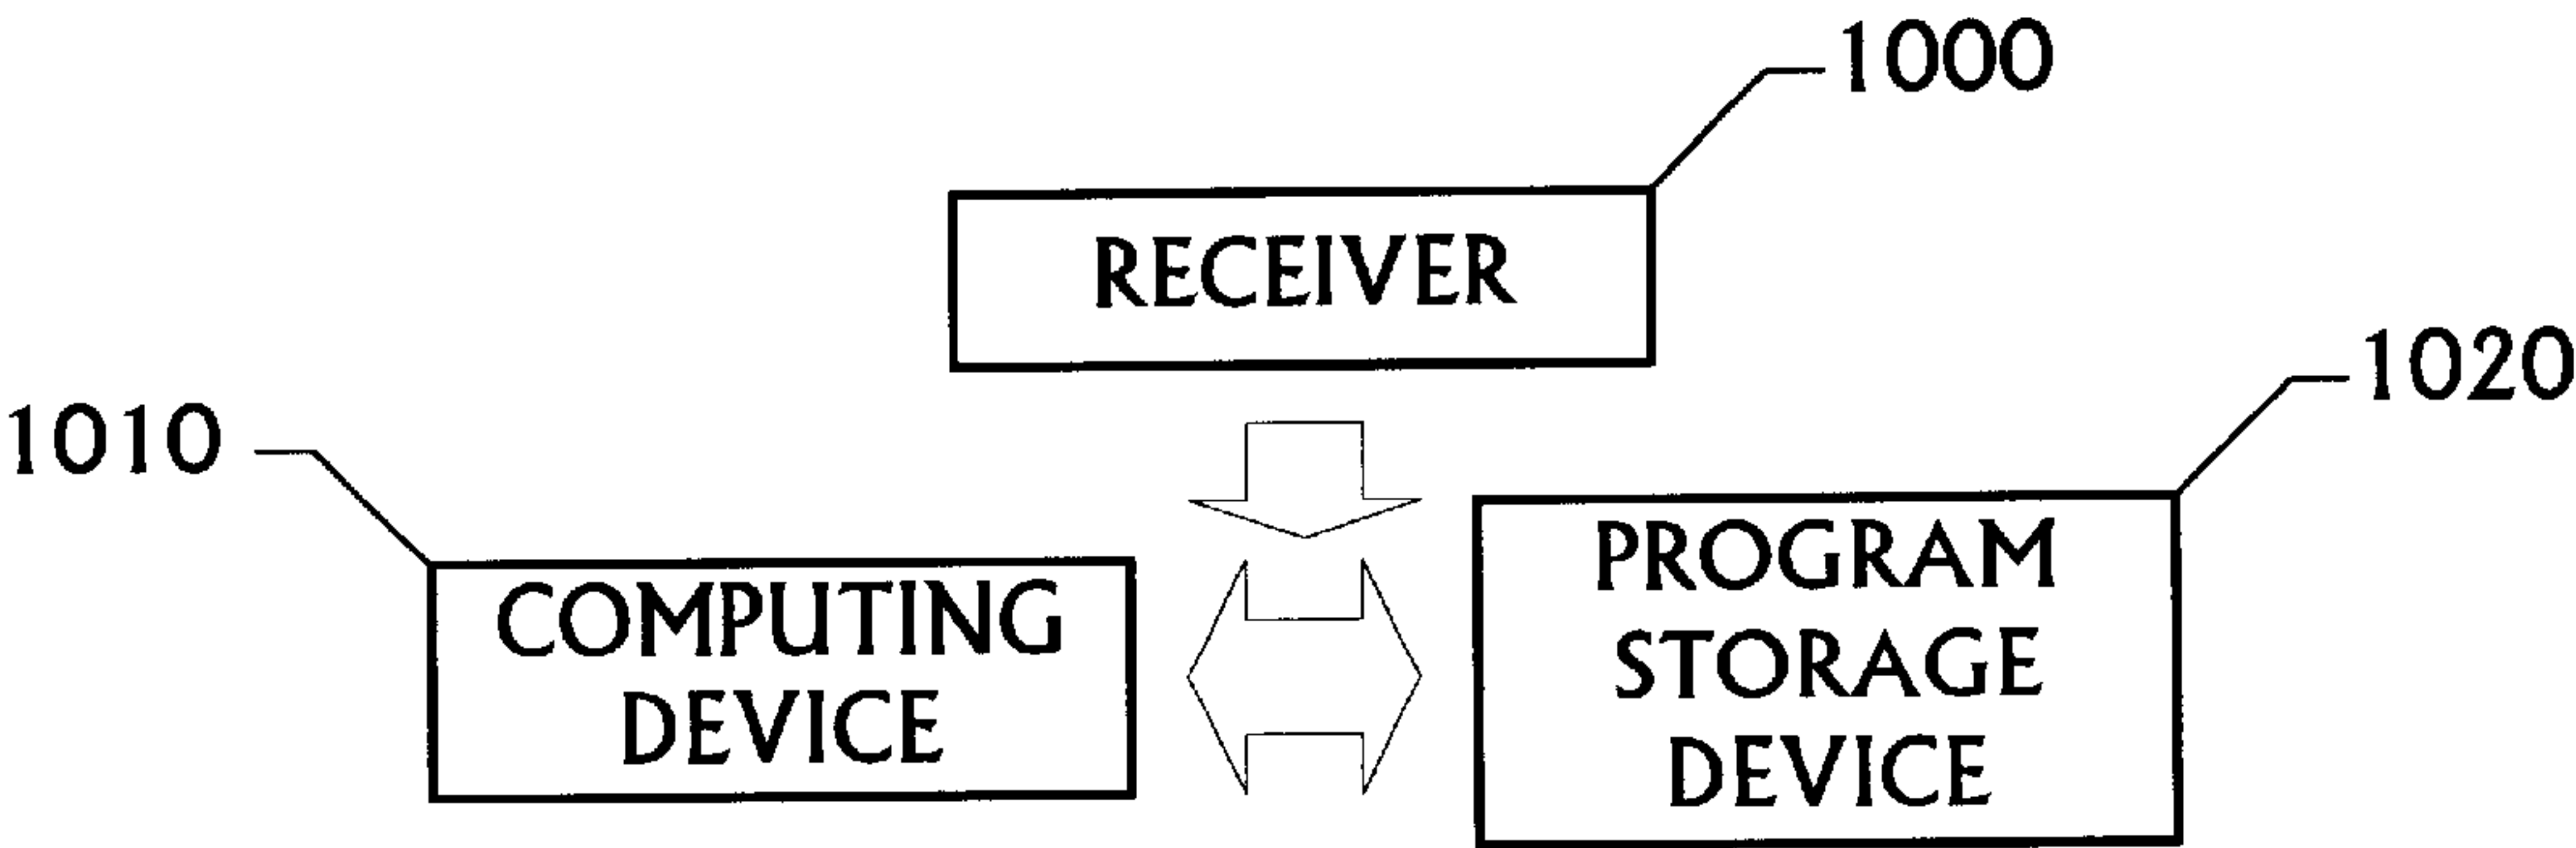 1000
RECEIVER
1020
1010
PROGRAM
STORAGE
DEVICE
COMPUTING
DEVICE